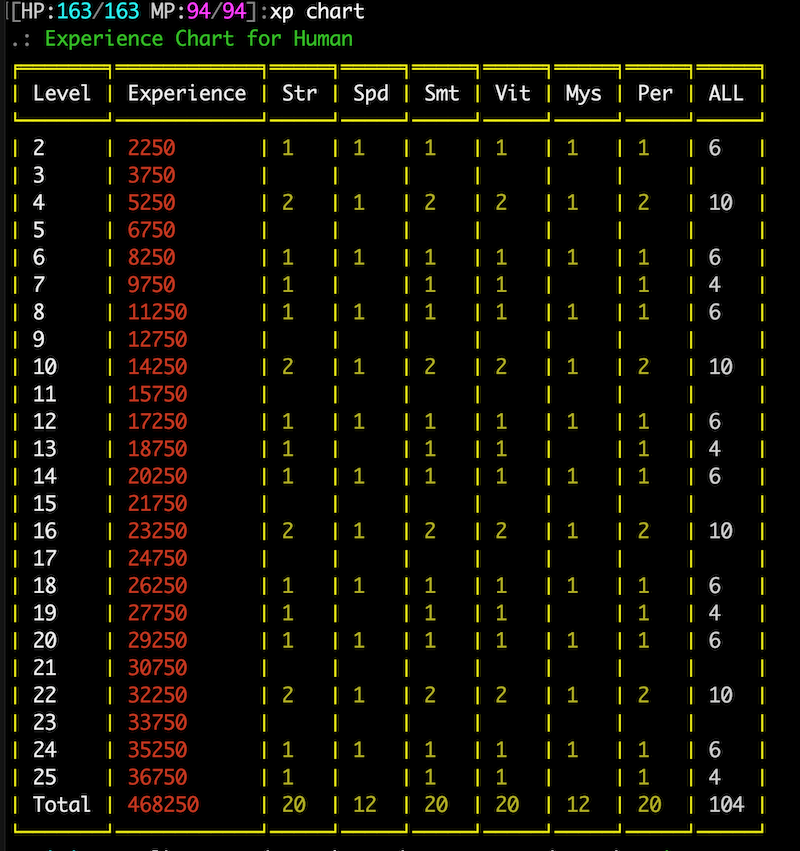 [HP:163/163 MP:94/94]:xp chart
.: Experience Chart for Human
Level Experience Str Spd Smt Vit Mys Per ALL
2 2250 1 1 1 1 1 1 6
3 3750
4 5250 2 1 2 2 1 2 10
5 6750
6 8250 1 1 1 1 1 1 6
7 9750 1 1 1 1 4
8 11250 1 1 1 1 1 1 6
9 12750
10 14250 2 1 2 2 1 2 10
11 15750
12 17250 1 1 1 1 1 1 6
13 18750 1 1 1 1 4
14 20250 1 1 1 1 1 1 6
15 21750
16 23250 2 1 2 2 1 2 10
17 24750
18 26250 1 1 1 1 1 1 6
19 27750 1 1 1 1 4
20 29250 1 1 1 1 1 1 6
21 30750
22 32250 2 1 2 2 1 2 10
23 33750
24 35250 1 1 1 1 1 1 6
25 36750 1 1 1 1 4
Total 468250 20 12 20 20 12 20 104